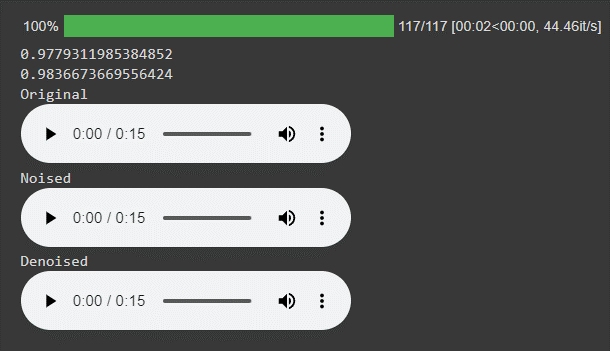 100% 117/117 [00:02<00:00, 44.46it/s]
0.9779311985384852
0.9836673669556424
Original
0:00 / 0:15
Noised
0:00 / 0:15
Denoised
0:00 / 0:15